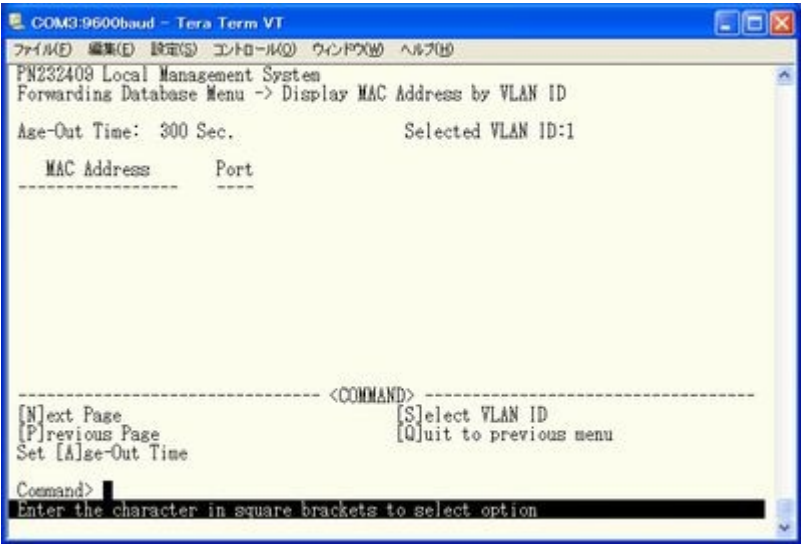 COM3:9600baud - Tera Term VT
ファイル(F) 編集(E) 設定(S) コントロール(O) ウィンドウ(W) ヘルプ(H)
PN232409 Local Management System
Forwarding Database Menu -> Display MAC Address by VLAN ID
Age-Out Time: 300 Sec. Selected VLAN ID:1
MAC Address Port
----------------- ----
-------------------------------- <COMMAND> -----------------------------------
[N]ext Page [S]elect VLAN ID
[P]revious Page [Q]uit to previous menu
Set [A]ge-Out Time
Command>
Enter the character in square brackets to select option